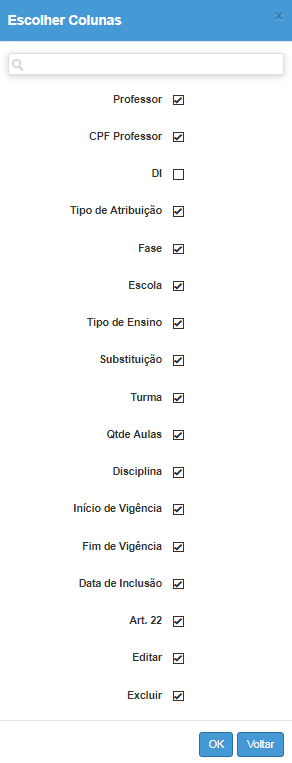 Escolher Colunas
×
Professor
CPF Professor
DI
Tipo de Atribuição
Fase
Escola
Tipo de Ensino
Substituição
Turma
Qtde Aulas
Disciplina
Início de Vigência
Fim de Vigência
Data de Inclusão
Art. 22
Editar
Excluir
OK Voltar